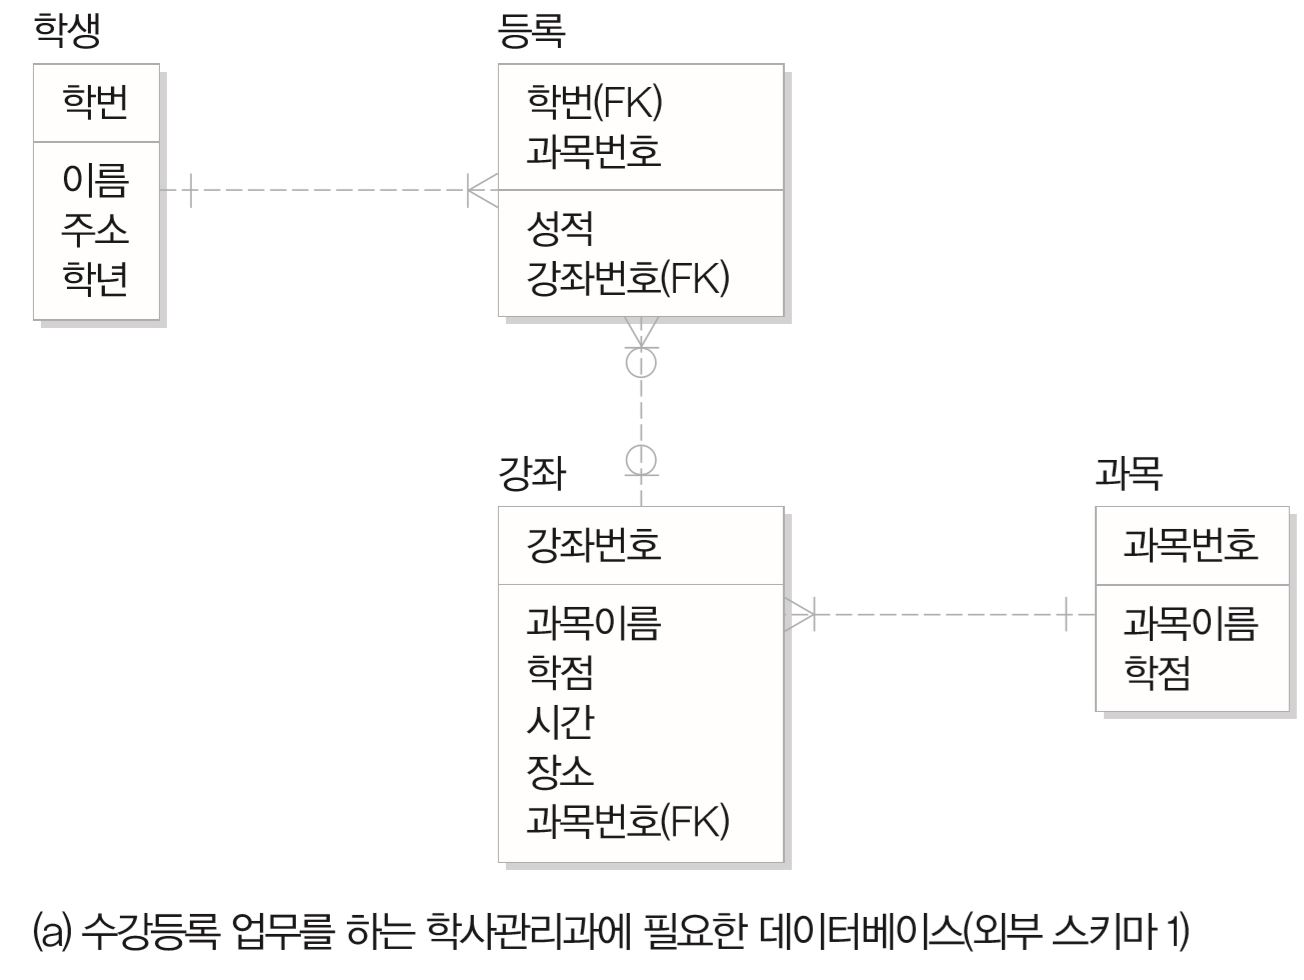 학생
학번
이름
주소
학년
등록
학번(FK)
과목번호
성적
강좌번호(FK)
강좌
강좌번호
과목이름
학점
시간
장소
과목번호(FK)
과목
과목번호
과목이름
학점
(a) 수강등록 업무를 하는 학사관리과에 필요한 데이터베이스(외부 스키마 1)